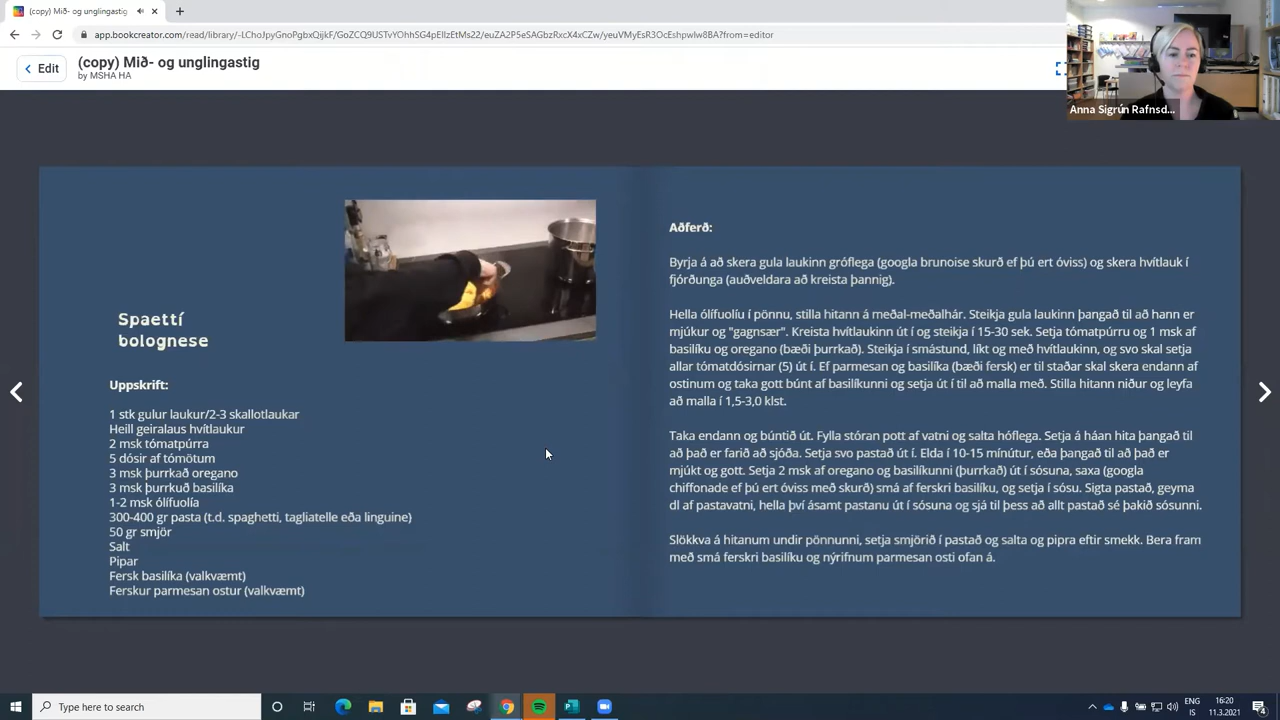 (copy) Mið- og unglingastig
app.bookcreator.com/read/library/-LChoJpyGnoPgbxQijkF/GoZCQ9USTvYOhhSG4pEllzEtMs22/euZA2P5eSAGbzRxcX4xCZw/yeuVMyEsR3OcEshpwlw8BA?from=editor
Edit
(copy) Mið- og unglingastig
by MSHA HA
Anna Sigrún Rafnsd...
Spaettí
bolognese
Uppskrift:
1 stk gulur laukur/2-3 skallotlaukar
Heill geiralaus hvítlaukur
2 msk tómatpúrra
5 dósir af tómötum
3 msk þurrkað oregano
3 msk þurrkuð basilíka
1-2 msk ólífuolía
300-400 gr pasta (t.d. spaghetti, tagliatelle eða linguine)
50 gr smjör
Salt
Pipar
Fersk basilíka (valkvæmt)
Ferskur parmesan ostur (valkvæmt)
Aðferð:
Byrja á að skera gula laukinn gróflega (googla brunoise skurð ef þú ert óviss) og skera hvítlauk í
fjórðunga (auðveldara að kreista þannig).
Hella ólífuolíu í pönnu, stilla hitann á meðal-meðalhár. Steikja gula laukinn þangað til að hann er
mjúkur og "gagnsær". Kreista hvítlaukinn út í og steikja í 15-30 sek. Setja tómatpúrru og 1 msk af
basilíku og oregano (bæði þurrkað). Steikja í smástund, líkt og með hvítlaukinn, og svo skal setja
allar tómatdósirnar (5) út í. Ef parmesan og basilíka (bæði fersk) er til staðar skal skera endann af
ostinum og taka gott búnt af basilíkunni og setja út í til að malla með. Stilla hitann niður og leyfa
að malla í 1,5-3,0 klst.
Taka endann og búntið út. Fylla stóran pott af vatni og salta hóflega. Setja á háan hita þangað til
að það er farið að sjóða. Setja svo pastað út í. Elda í 10-15 mínútur, eða þangað til að það er
mjúkt og gott. Setja 2 msk af oregano og basilíkunni (þurrkað) út í sósuna, saxa (googla
chiffonade ef þú ert óviss með skurð) smá af ferskri basilíku, og setja í sósu. Sigta pastað, geyma
dl af pastavatni, hella því ásamt pastanu út í sósuna og sjá til þess að allt pastað sé þakið sósunni.
Slökkva á hitanum undir pönnunni, setja smjörið í pastað og salta og pipra eftir smekk. Bera fram
með smá ferskri basilíku og nýrifnum parmesan osti ofan á.
Type here to search
ENG
IS
16:20
11.3.2021
4